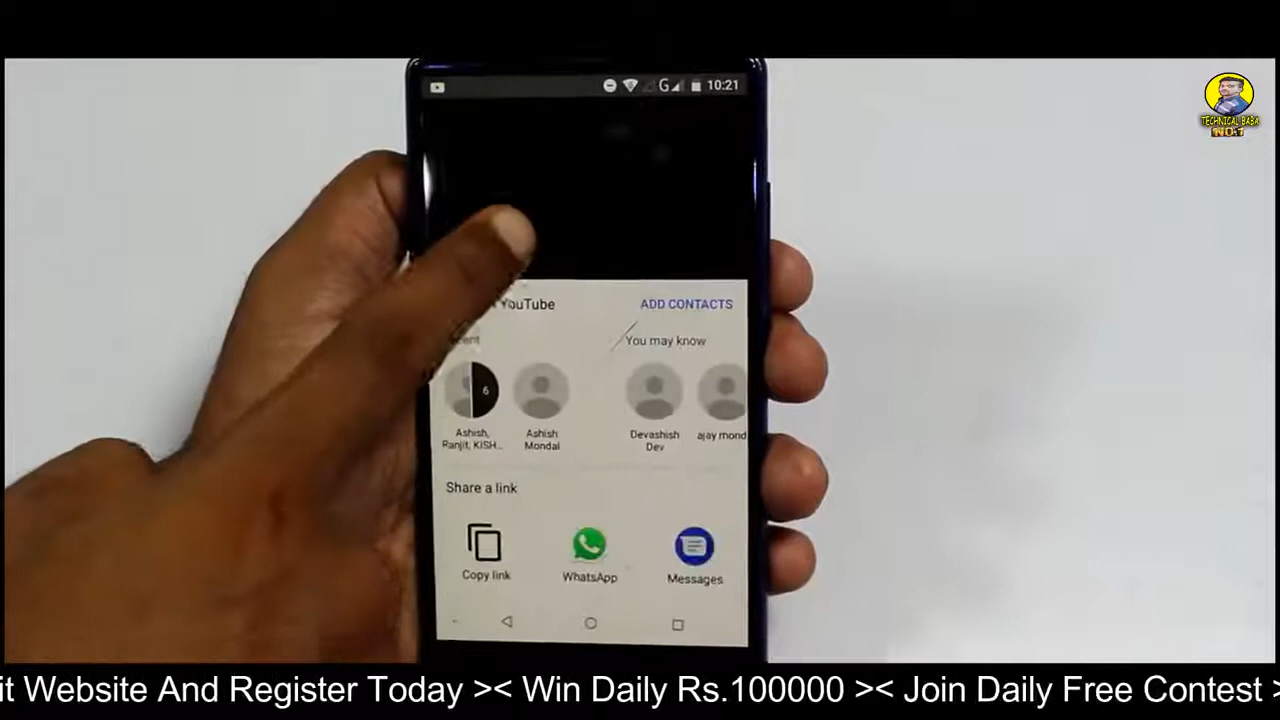 G 10:21
TECHNICAL BABA
NO.1
YouTube
ADD CONTACTS
You may know
6
Ashish,
Ranjit, KISH...
Ashish
Mondal
Devashish
Dev
ajay mond
Share a link
Copy link
WhatsApp
Messages
it Website And Register Today >< Win Daily Rs.100000 >< Join Daily Free Contest >